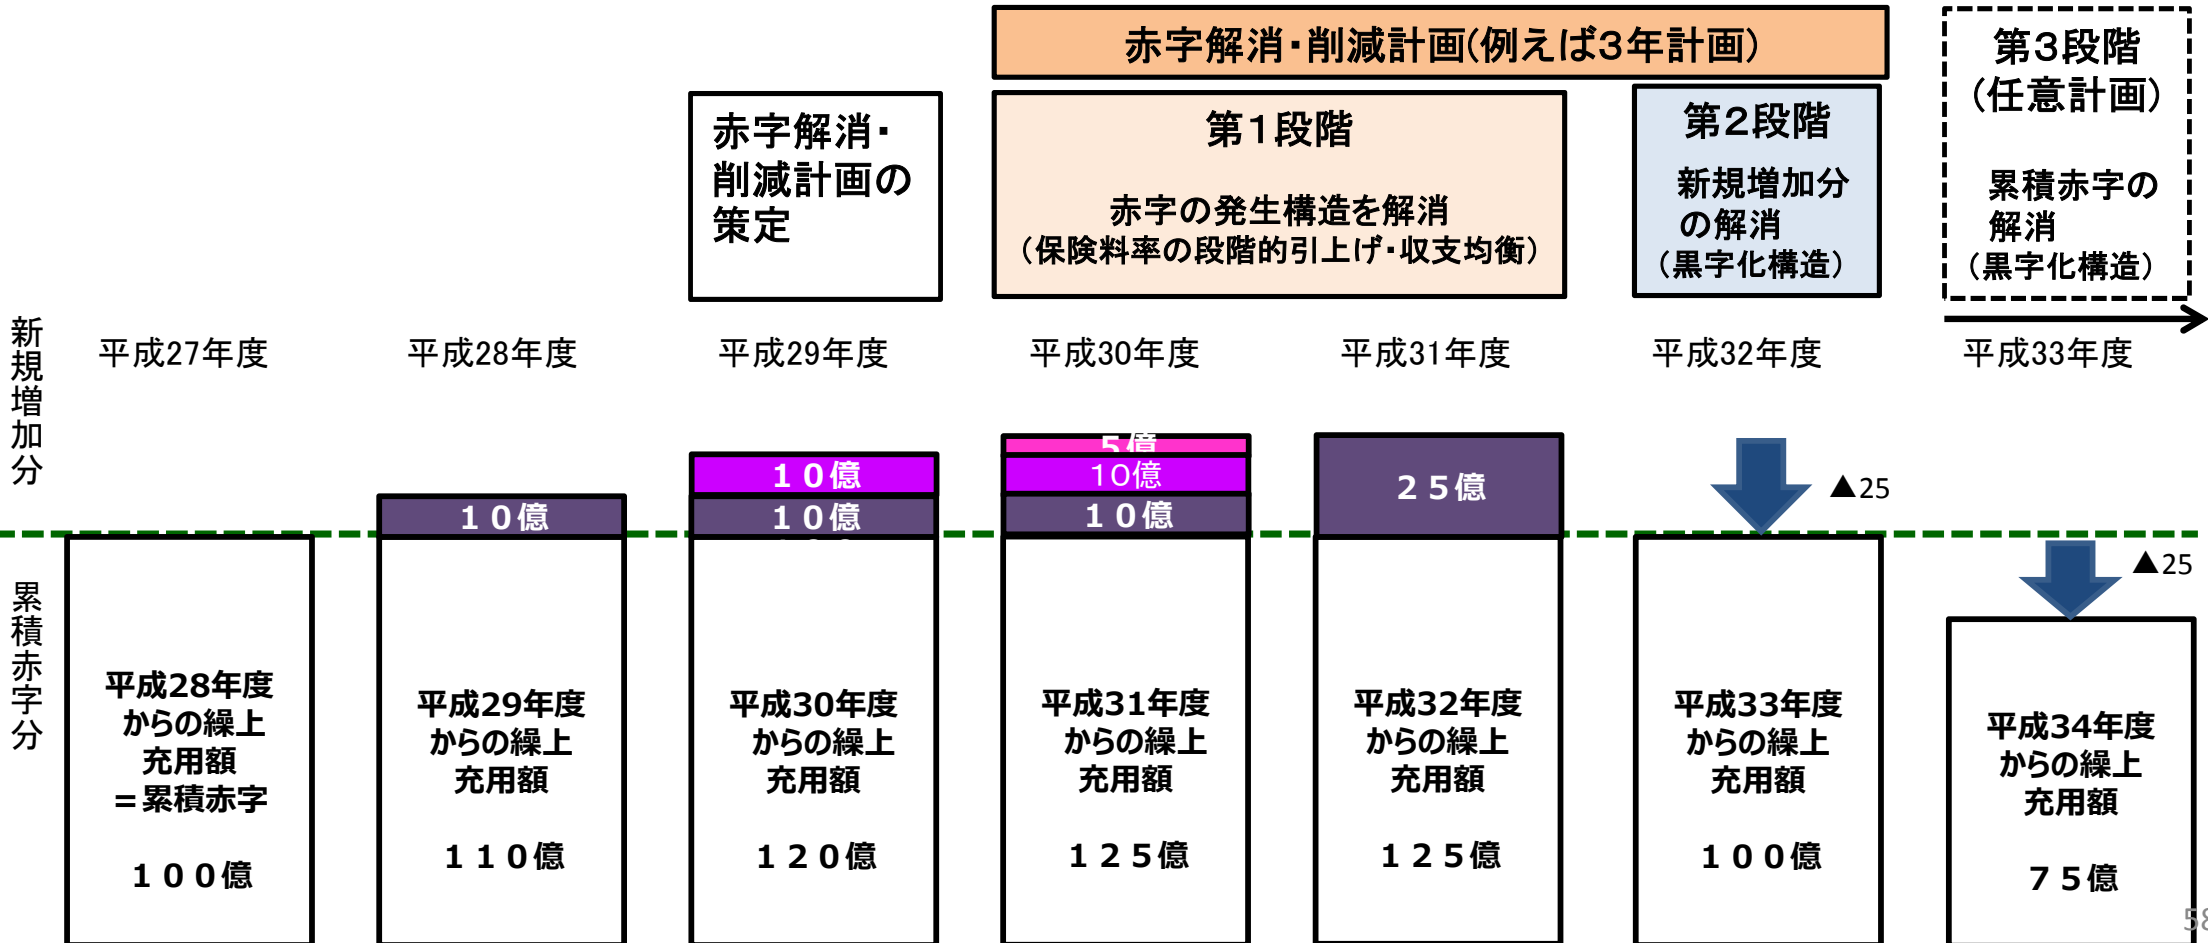 赤字解消・削減計画(例えば３年計画)
赤字解消・
削減計画の
策定
第１段階
赤字の発生構造を解消
（保険料率の段階的引上げ・収支均衡）
第２段階
新規増加分
の解消
（黒字化構造）
第３段階
（任意計画）
累積赤字の
解消
（黒字化構造）
新規増加分
平成27年度
平成28年度
平成29年度
平成30年度
平成31年度
平成32年度
平成33年度
１０億
１０億
１０億
５億
１０億
１０億
２５億
▲25
▲25
累積赤字分
平成28年度
からの繰上
充用額
＝累積赤字
１００億
平成29年度
からの繰上
充用額
１１０億
平成30年度
からの繰上
充用額
１２０億
平成31年度
からの繰上
充用額
１２５億
平成32年度
からの繰上
充用額
１２５億
平成33年度
からの繰上
充用額
１００億
平成34年度
からの繰上
充用額
７５億
58